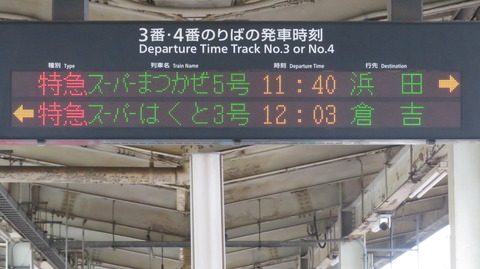 3番・4番のりばの発車時刻
Departure Time Track No.3 or No.4
種別 Type 列車名 Train Name 時刻 Departure Time 行先 Destination
特急 スーパーまつかぜ5号 11:40 浜田 →
← 特急 スーパーはくと3号 12:03 倉吉